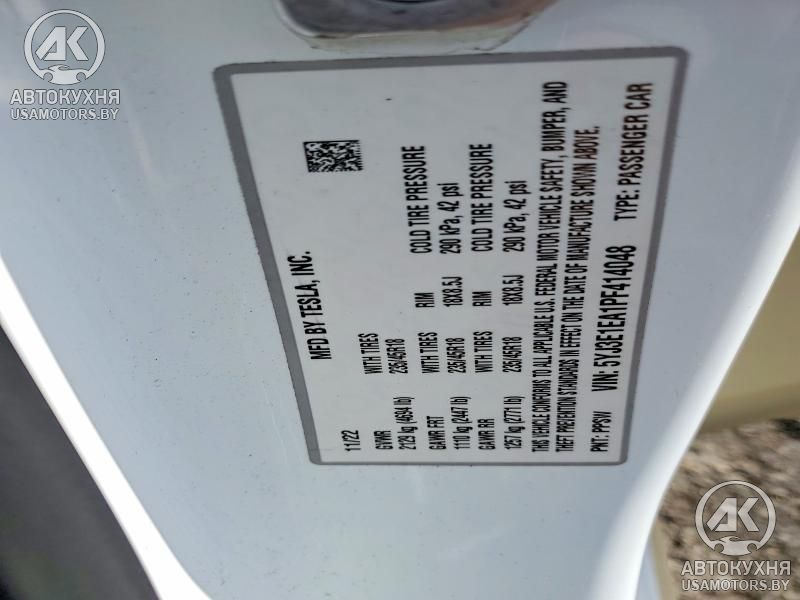 AK
АВТОКУХНЯ
USAMOTORS.BY
MFD BY TESLA, INC.
11/22
GVWR WITH TIRES RIM COLD TIRE PRESSURE
2129 kg (4694 lb) 235/45R18 18X8.5J 290 kPa, 42 psi
GAWR FRT WITH TIRES RIM COLD TIRE PRESSURE
1110 kg (2447 lb) 235/45R18 18X8.5J 290 kPa, 42 psi
GAWR RR
1257 kg (2771 lb)
THIS VEHICLE CONFORMS TO ALL APPLICABLE U.S. FEDERAL MOTOR VEHICLE SAFETY, BUMPER, AND
THEFT PREVENTION STANDARDS IN EFFECT ON THE DATE OF MANUFACTURE SHOWN ABOVE.
PNT: PPSW VIN: 5YJ3E1EA1PF414048 TYPE: PASSENGER CAR
AK
АВТОКУХНЯ
USAMOTORS.BY